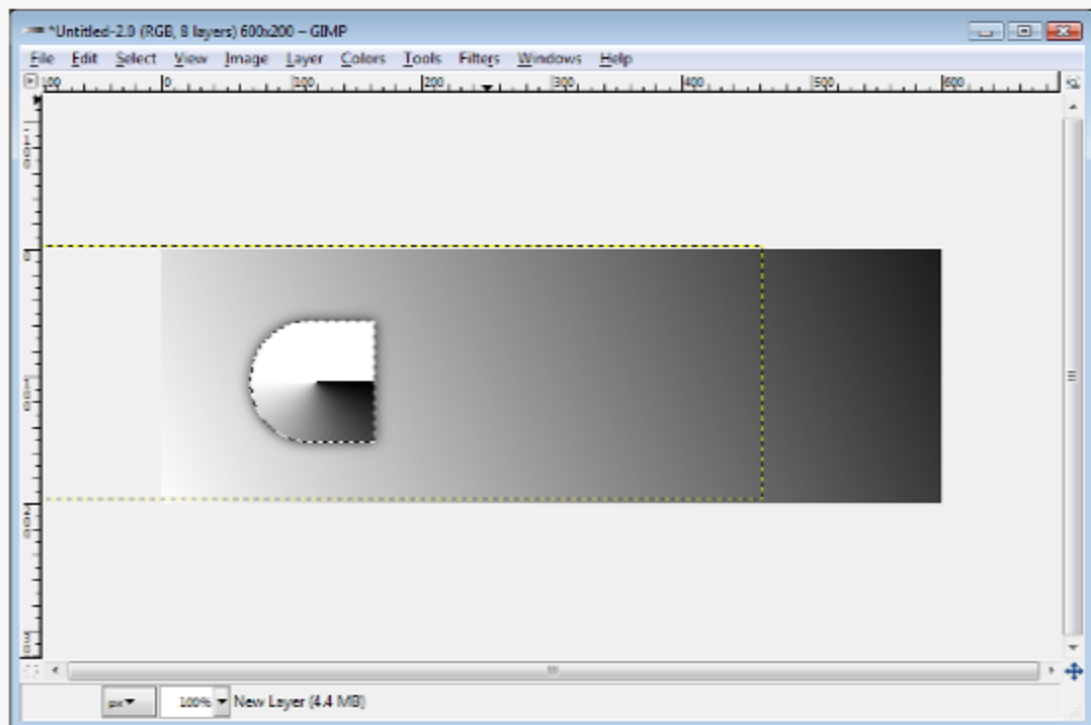 *Untitled-2.0 (RGB, 8 layers) 600x200 – GIMP
File Edit Select View Image Layer Colors Tools Filters Windows Help
0 100 200 300 400 500 600
px 100% New Layer (4.4 MB)